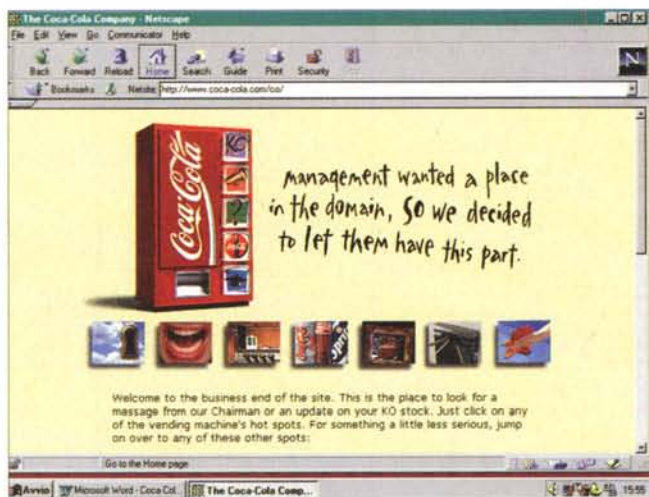 The Coca-Cola Company - Netscape
File Edit View Go Communicator Help
Back Forward Reload Home Search Guide Print Security
Bookmarks Netsite: http://www.coca-cola.com/co/
Coca-Cola
management wanted a place
in the domain, so we decided
to let them have this part.
Welcome to the business end of the site. This is the place to look for a
message from our Chairman or an update on your KO stock. Just click on any
of the vending machine's hot spots. For something a little less serious, jump
on over to any of these other spots:
Go to the Home page
Avvio Microsoft Word - Coca Col... The Coca-Cola Comp... 15.55